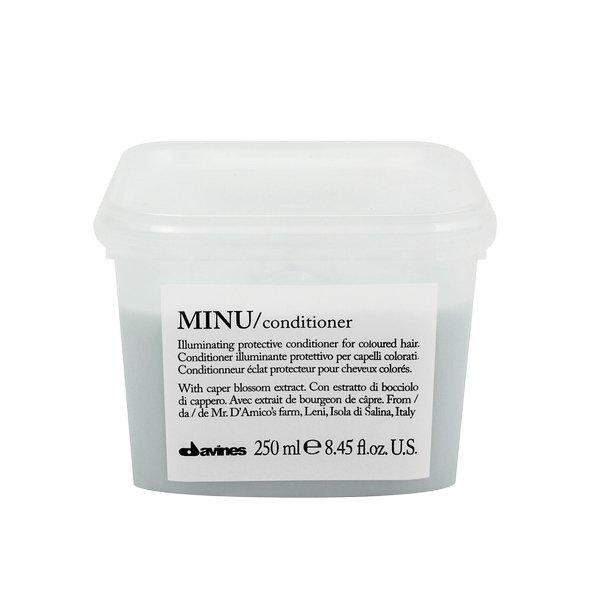 MINU/conditioner
Illuminating protective conditioner for coloured hair.
Conditioner illuminante protettivo per capelli colorati.
Conditionneur éclat protecteur pour cheveux colorés.
With caper blossom extract. Con estratto di bocciolo
di cappero. Avec extrait de bourgeon de câpre. From /
da / de Mr. D'Amico's farm, Leni, Isola di Salina, Italy
davines 250 ml ℮ 8.45 fl.oz. U.S.